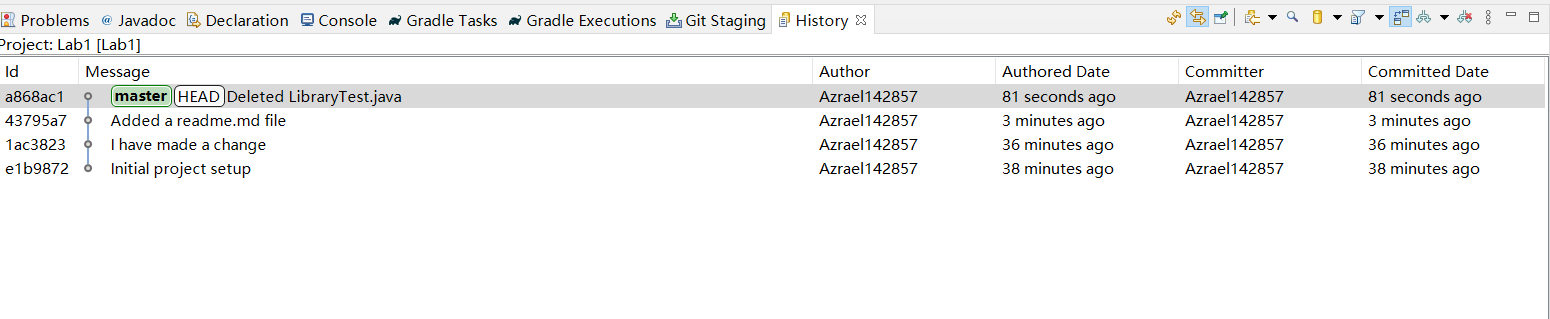 Problems @ Javadoc Declaration Console Gradle Tasks Gradle Executions Git Staging History
Project: Lab1 [Lab1]
Id Message Author Authored Date Committer Committed Date
a868ac1 master HEAD Deleted LibraryTest.java Azrael142857 81 seconds ago Azrael142857 81 seconds ago
43795a7 Added a readme.md file Azrael142857 3 minutes ago Azrael142857 3 minutes ago
1ac3823 I have made a change Azrael142857 36 minutes ago Azrael142857 36 minutes ago
e1b9872 Initial project setup Azrael142857 38 minutes ago Azrael142857 38 minutes ago